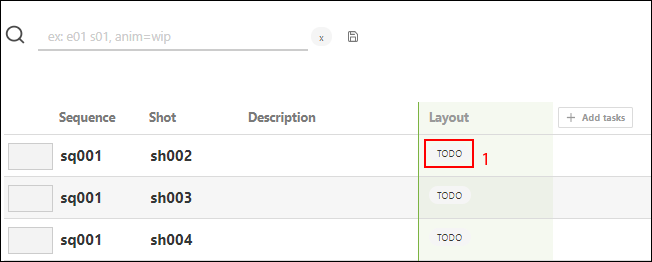 ex: e01 s01, anim=wip x
Sequence Shot Description Layout + Add tasks
sq001 sh002 TODO 1
sq001 sh003 TODO
sq001 sh004 TODO